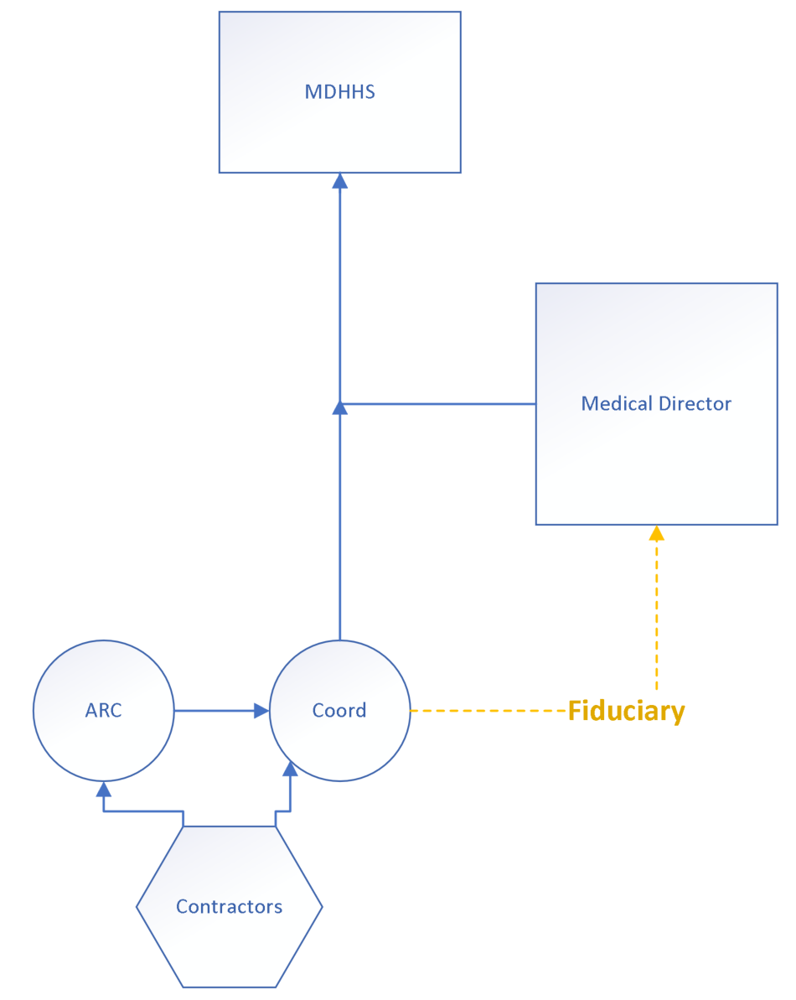 MDHHS
Medical Director
ARC
Coord
Fiduciary
Contractors